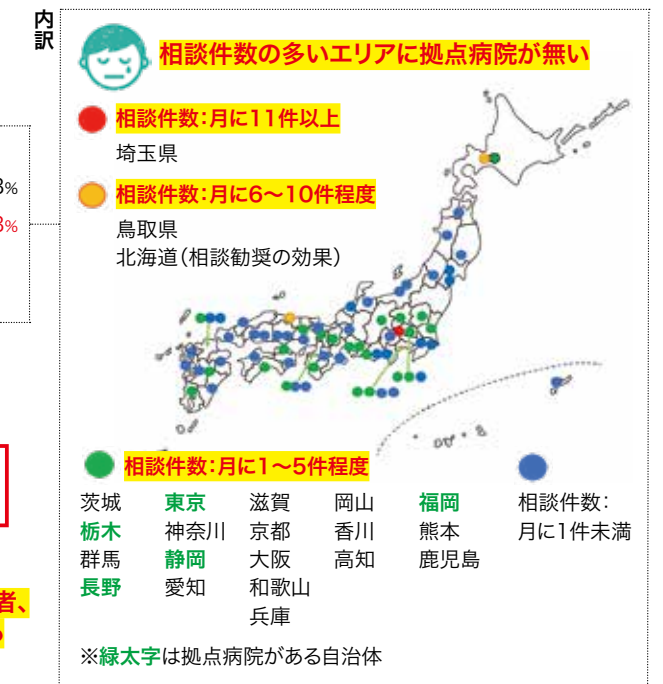 内訳
相談件数の多いエリアに拠点病院が無い
相談件数:月に11件以上
埼玉県
相談件数:月に6〜10件程度
鳥取県
北海道(相談勧奨の効果)
3%
3%
相談件数:月に1〜5件程度
茨城 東京 滋賀 岡山 福岡
栃木 神奈川 京都 香川 熊本
群馬 静岡 大阪 高知 鹿児島
長野 愛知 和歌山
兵庫
相談件数:
月に1件未満
者、
※緑太字は拠点病院がある自治体